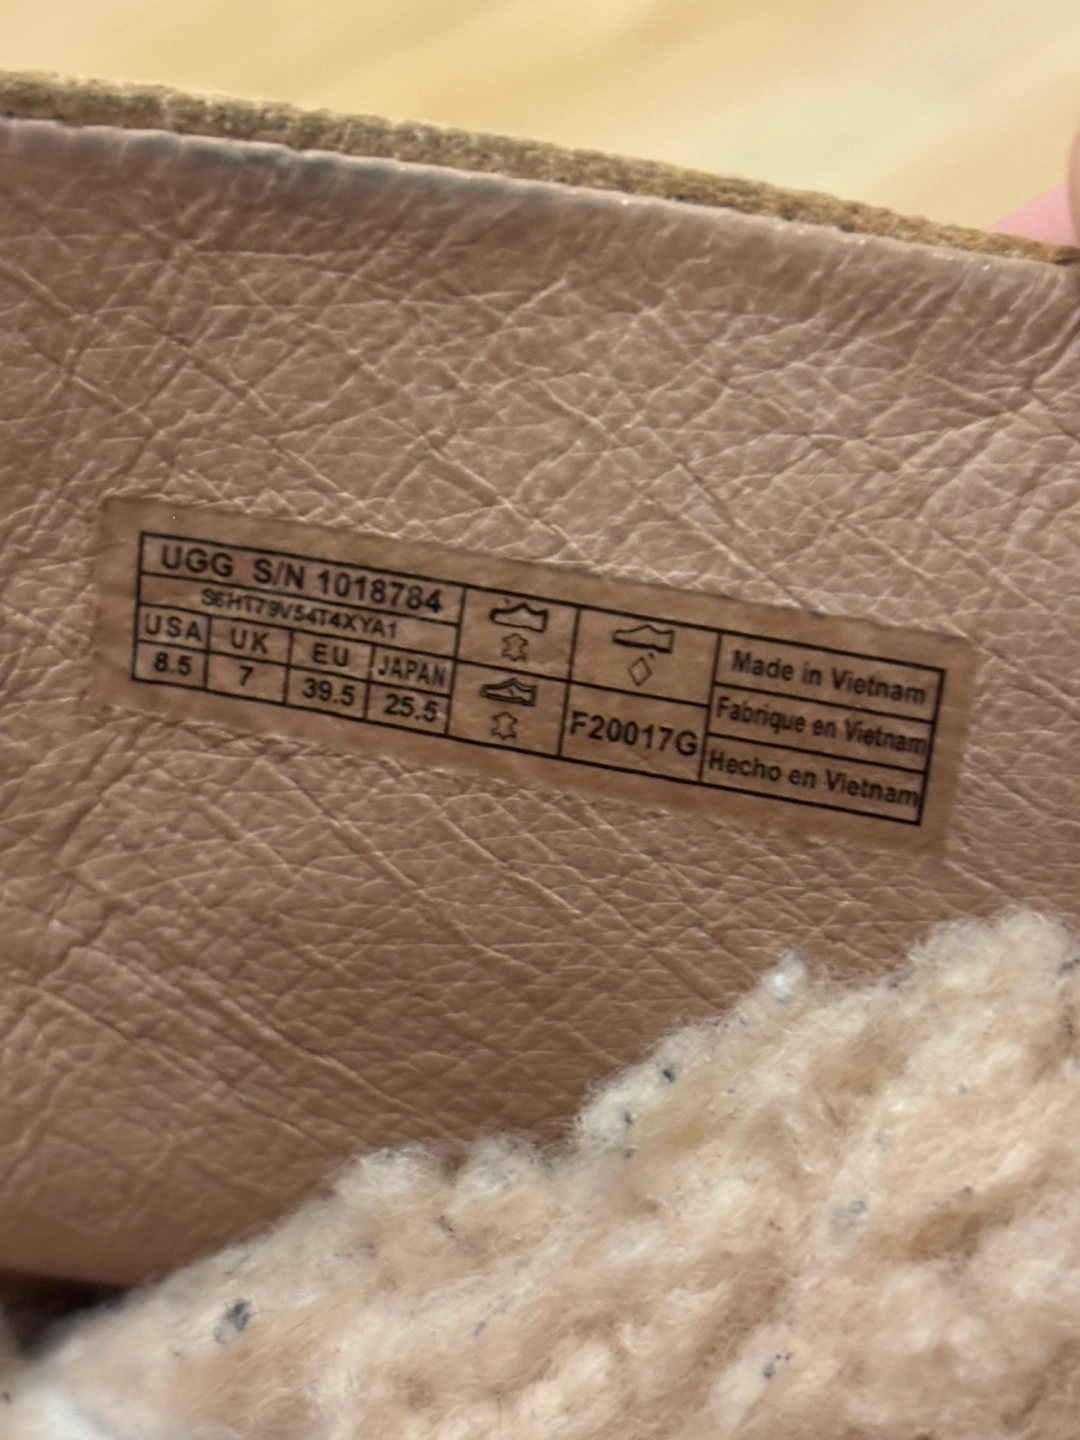 UGG S/N 1018784
S6HT79V54T4XYA1
USA UK EU JAPAN
8.5 7 39.5 25.5
F20017G
Made in Vietnam
Fabrique en Vietnam
Hecho en Vietnam